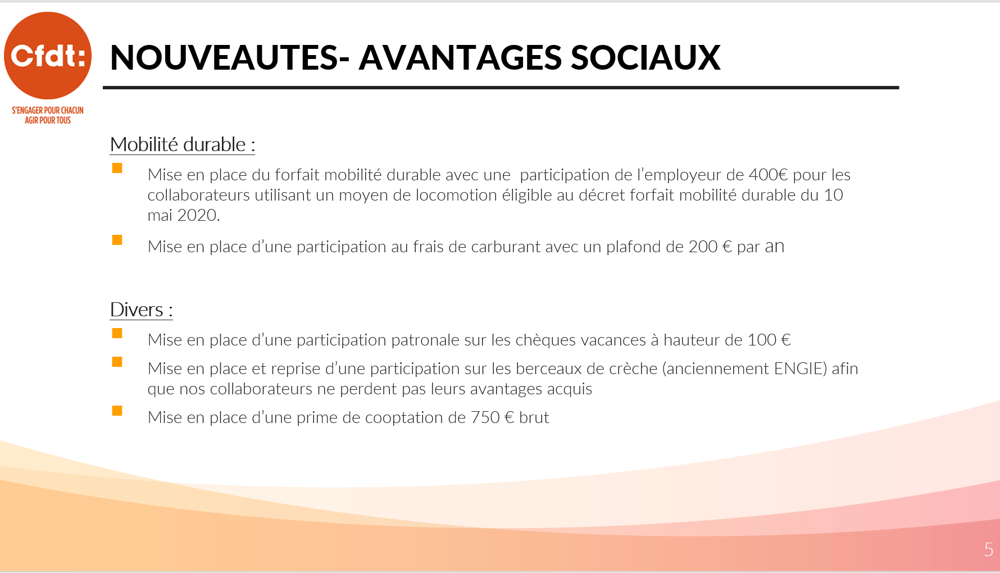 Cfdt:
S'ENGAGER POUR CHACUN
AGIR POUR TOUS
NOUVEAUTES- AVANTAGES SOCIAUX
Mobilité durable :
Mise en place du forfait mobilité durable avec une  participation de l’employeur de 400€ pour les
collaborateurs utilisant un moyen de locomotion éligible au décret forfait mobilité durable du 10
mai 2020.
Mise en place d’une participation au frais de carburant avec un plafond de 200 € par an
Divers :
Mise en place d’une participation patronale sur les chèques vacances à hauteur de 100 €
Mise en place et reprise d’une participation sur les berceaux de crèche (anciennement ENGIE) afin
que nos collaborateurs ne perdent pas leurs avantages acquis
Mise en place d’une prime de cooptation de 750 € brut
5